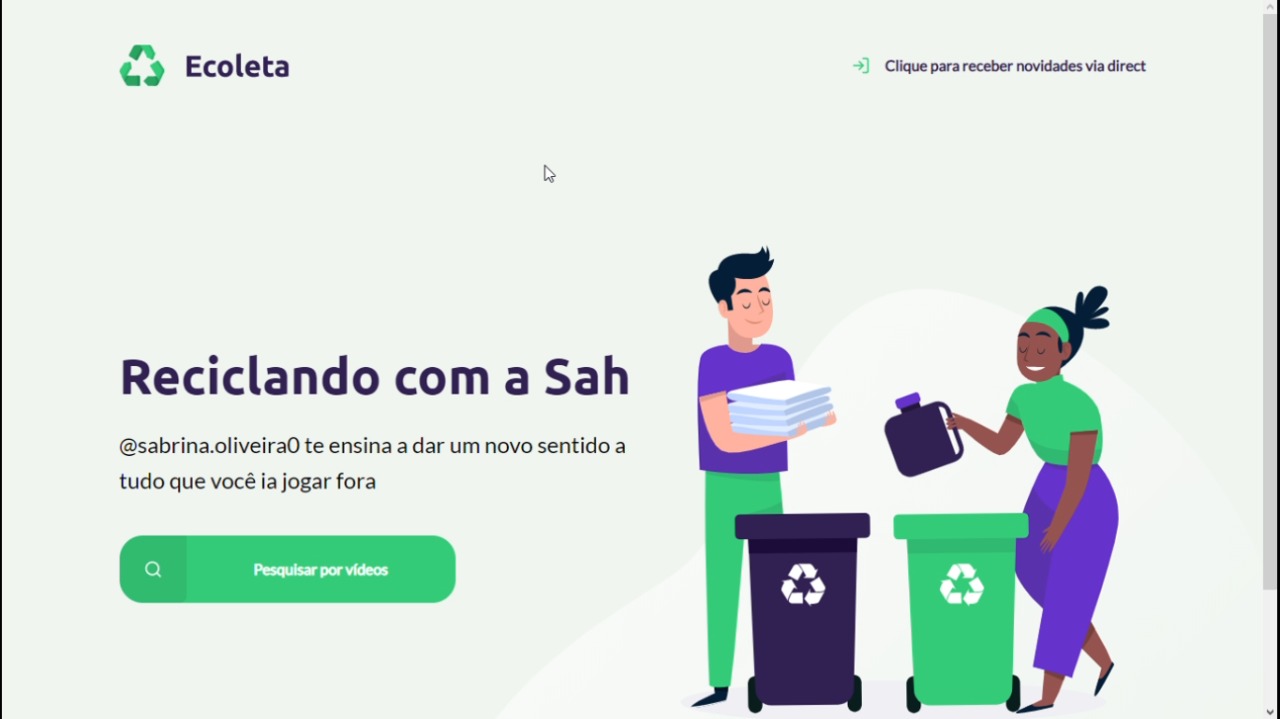 Ecoleta
Clique para receber novidades via direct
Reciclando com a Sah
@sabrina.oliveira0 te ensina a dar um novo sentido a
tudo que você ia jogar fora
Pesquisar por vídeos